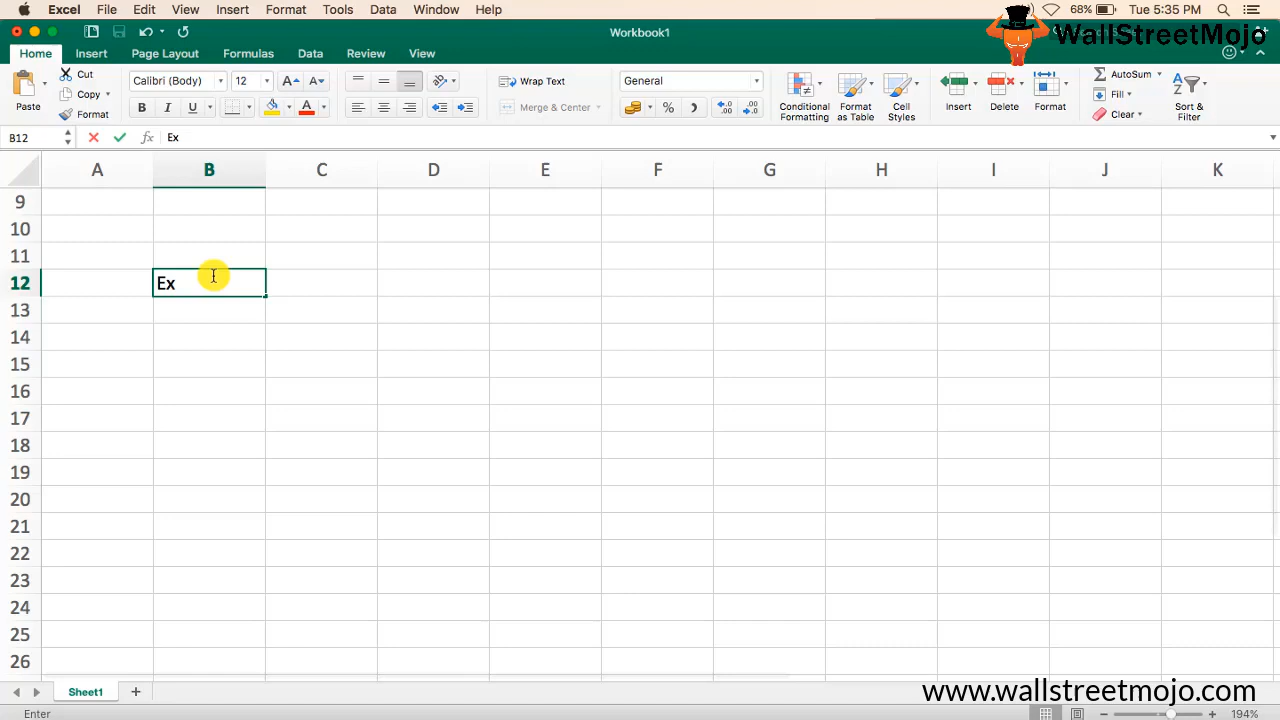 Excel File Edit View Insert Format Tools Data Window Help 68% Tue 5:35 PM
Workbook1
WallStreetMojo
Home Insert Page Layout Formulas Data Review View
Paste Cut Copy Format
Calibri (Body) 12
B I U
Wrap Text
Merge & Center
General
%
Conditional Formatting
Format as Table
Cell Styles
Insert Delete Format
AutoSum
Fill
Clear
Sort & Filter
B12 fx Ex
A B C D E F G H I J K
9
10
11
12 Ex
13
14
15
16
17
18
19
20
21
22
23
24
25
26
Sheet1
www.wallstreetmojo.com
Enter 194%